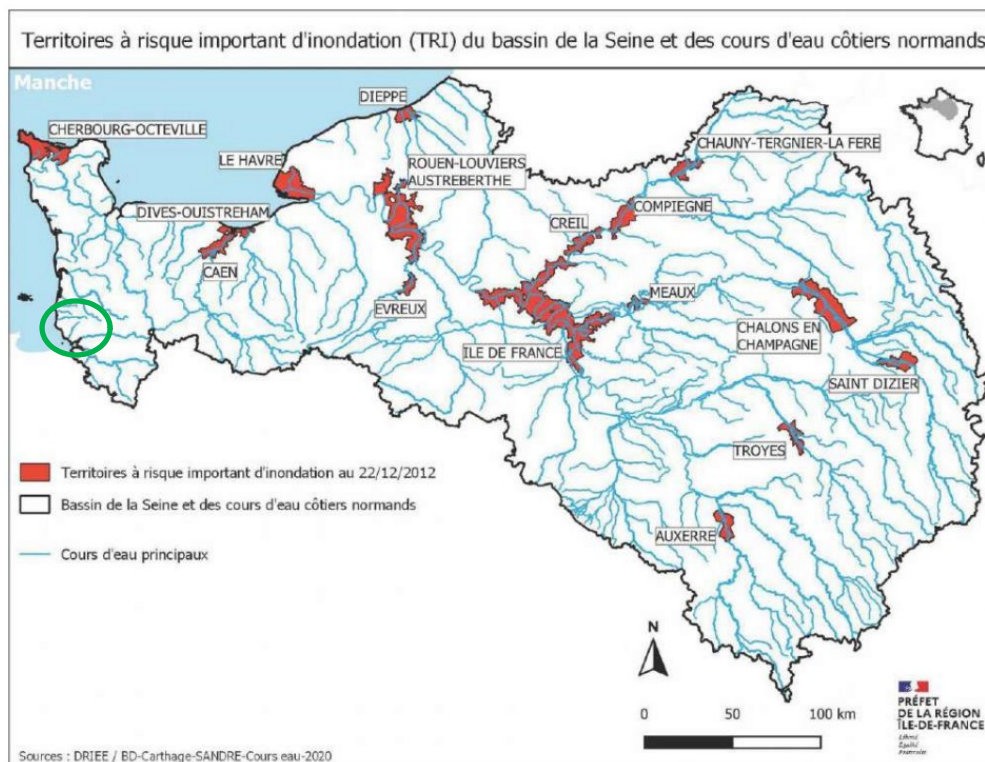 Territoires à risque important d'inondation (TRI) du bassin de la Seine et des cours d'eau côtiers normands
Manche
DIEPPE
CHERBOURG-OCTEVILLE
CHAUNY-TERGNIER-LA FERE
LE HAVRE
ROUEN-LOUVIERS
AUSTREBERTHE
COMPIEGNE
DIVES-OUISTREHAM
CREIL
CAEN
EVREUX
MEAUX
CHALONS EN
CHAMPAGNE
ILE DE FRANCE
SAINT DIZIER
TROYES
Territoires à risque important d'inondation au 22/12/2012
Bassin de la Seine et des cours d'eau côtiers normands
AUXERRE
Cours d'eau principaux
N
PRÉFET
DE LA RÉGION
ÎLE-DE-FRANCE
Liberté
Égalité
Fraternité
0 50 100 km
Sources : DRIEE / BD-Carthage-SANDRE-Cours eau-2020